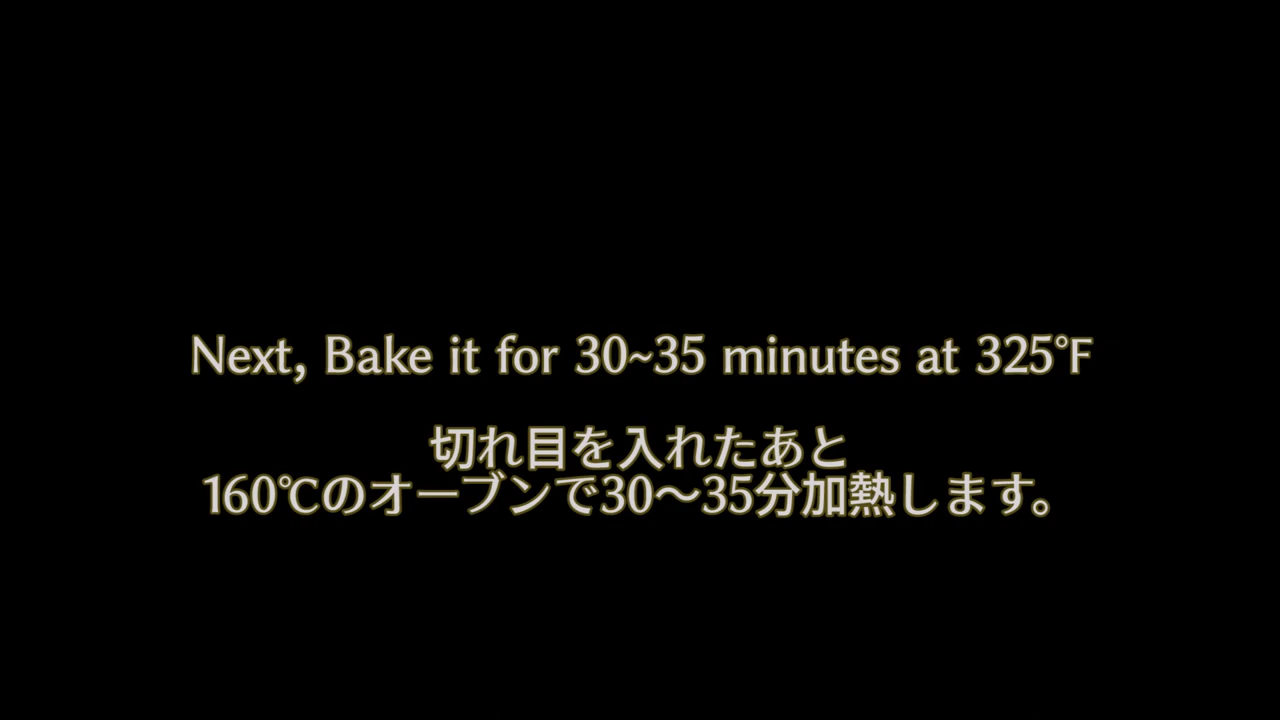 Next, Bake it for 30~35 minutes at 325°F
切れ目を入れたあと
160℃のオーブンで30〜35分加熱します。